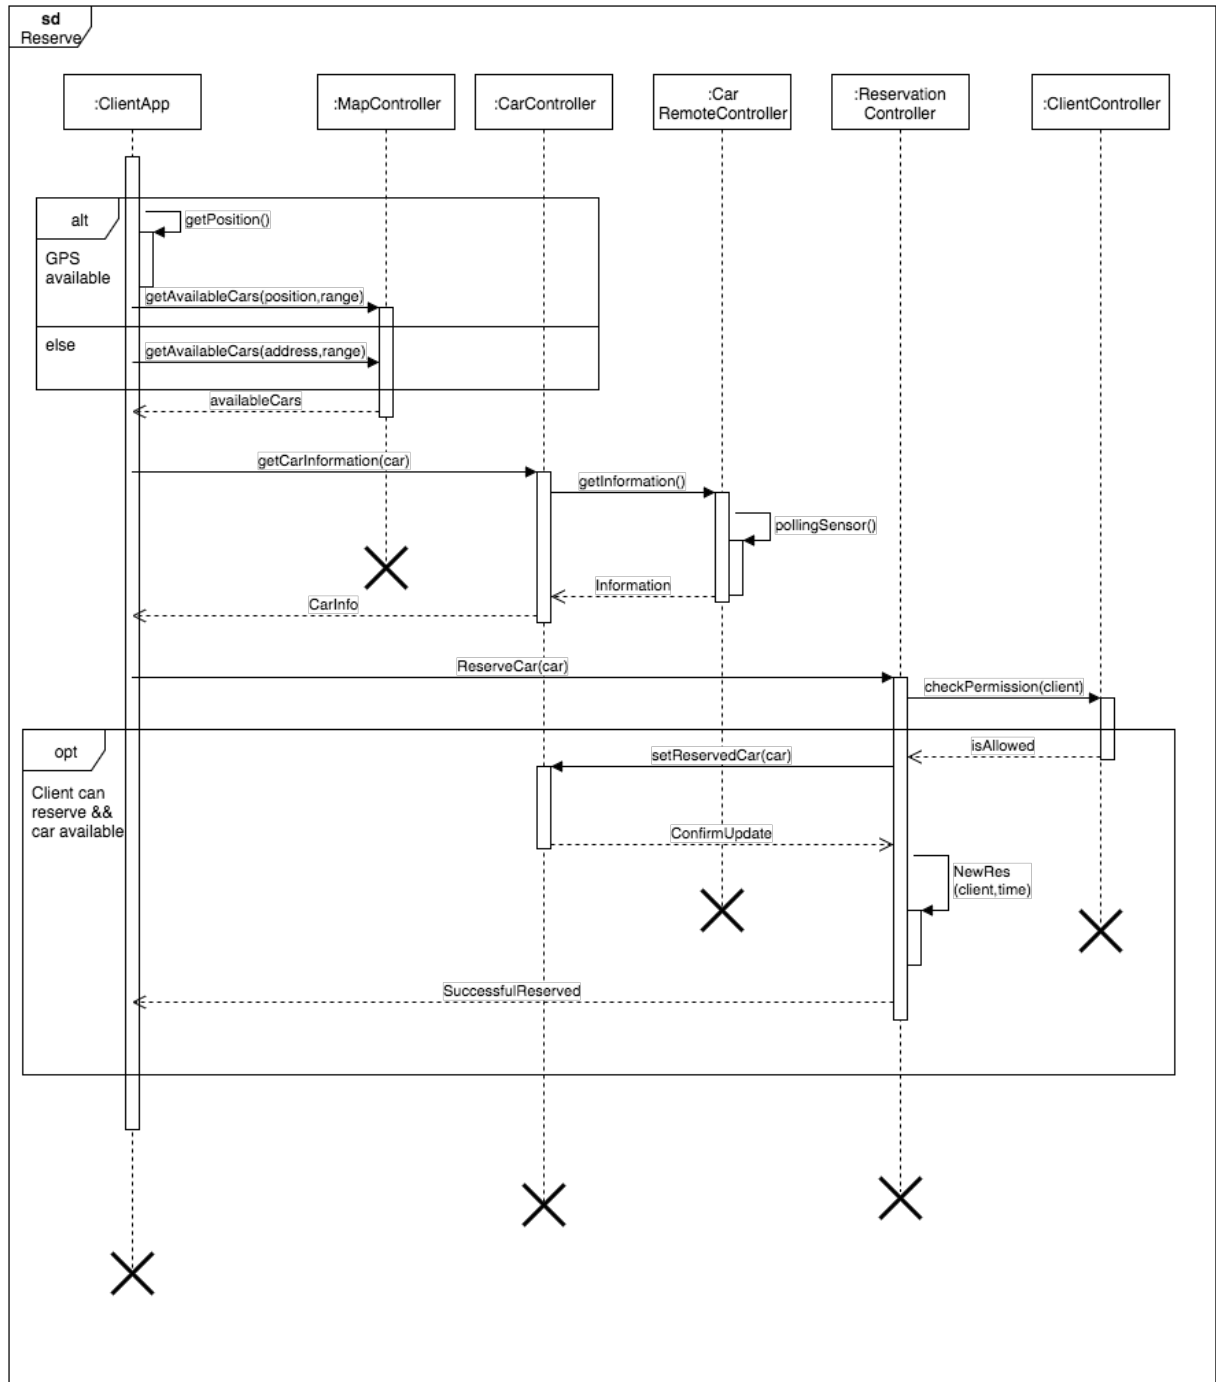 sd
Reserve
:ClientApp
:MapController
:CarController
:Car
RemoteController
:Reservation
Controller
:ClientController
alt
getPosition()
GPS
available
getAvailableCars(position,range)
else
getAvailableCars(address,range)
availableCars
getCarInformation(car)
getInformation()
pollingSensor()
Information
CarInfo
ReserveCar(car)
checkPermission(client)
opt
isAllowed
setReservedCar(car)
Client can
reserve &&
car available
ConfirmUpdate
NewRes
(client,time)
SuccessfulReserved